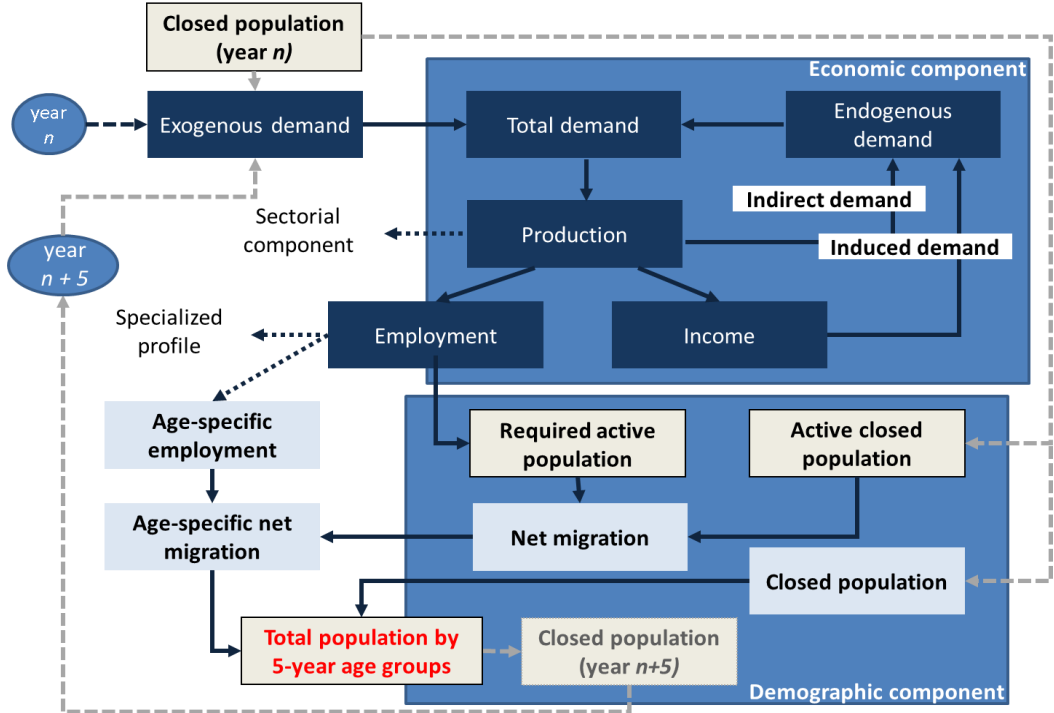 Closed population
(year n)
Economic component
year
n
Exogenous demand
Total demand
Endogenous
demand
Indirect demand
Sectorial
component
Production
Induced demand
year
n + 5
Specialized
profile
Employment
Income
Age-specific
employment
Required active
population
Active closed
population
Age-specific net
migration
Net migration
Closed population
Total population by
5-year age groups
Closed population
(year n+5)
Demographic component